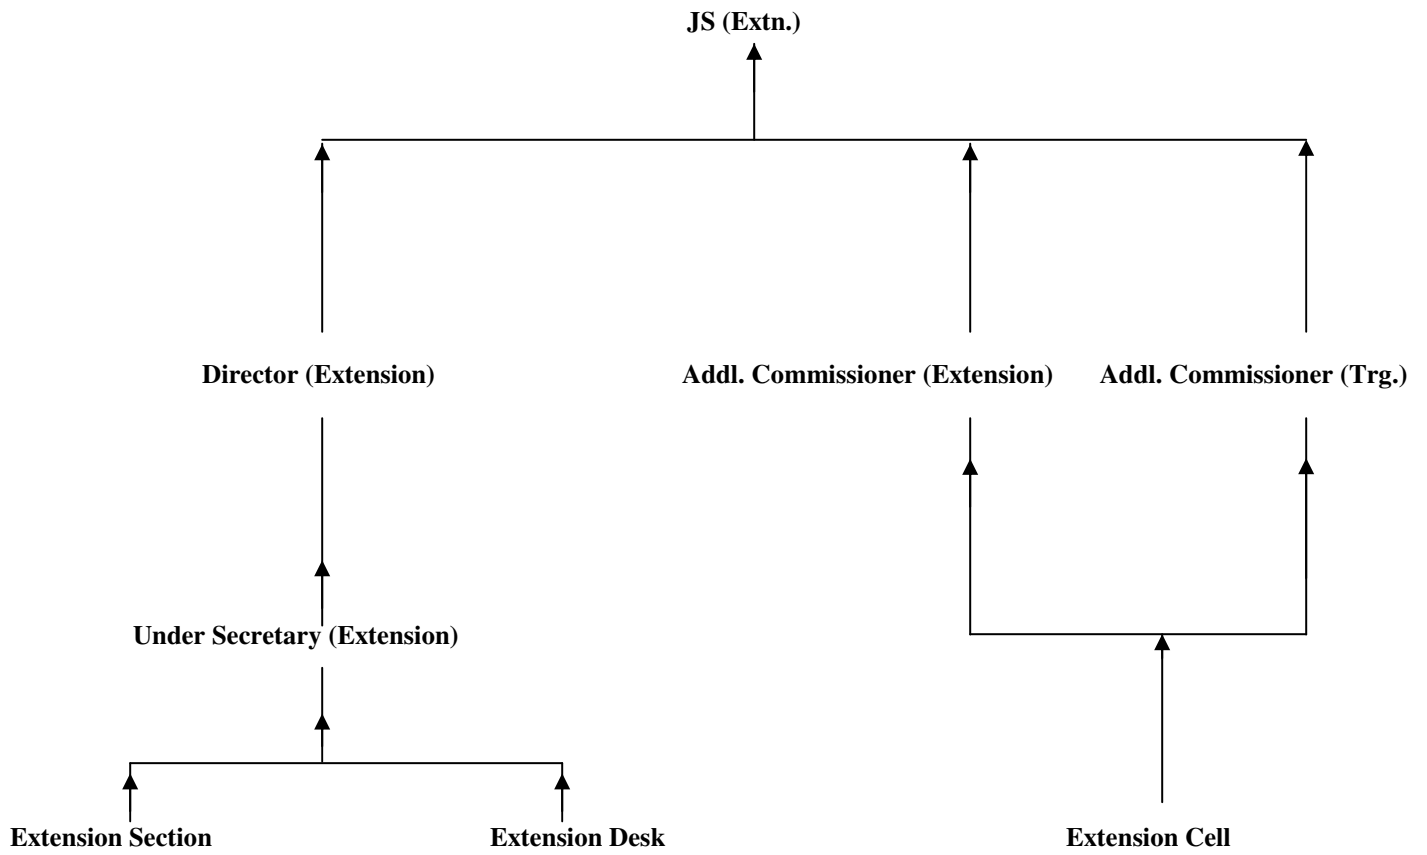 JS (Extn.)
Director (Extension)
Addl. Commissioner (Extension)
Addl. Commissioner (Trg.)
Under Secretary (Extension)
Extension Section
Extension Desk
Extension Cell